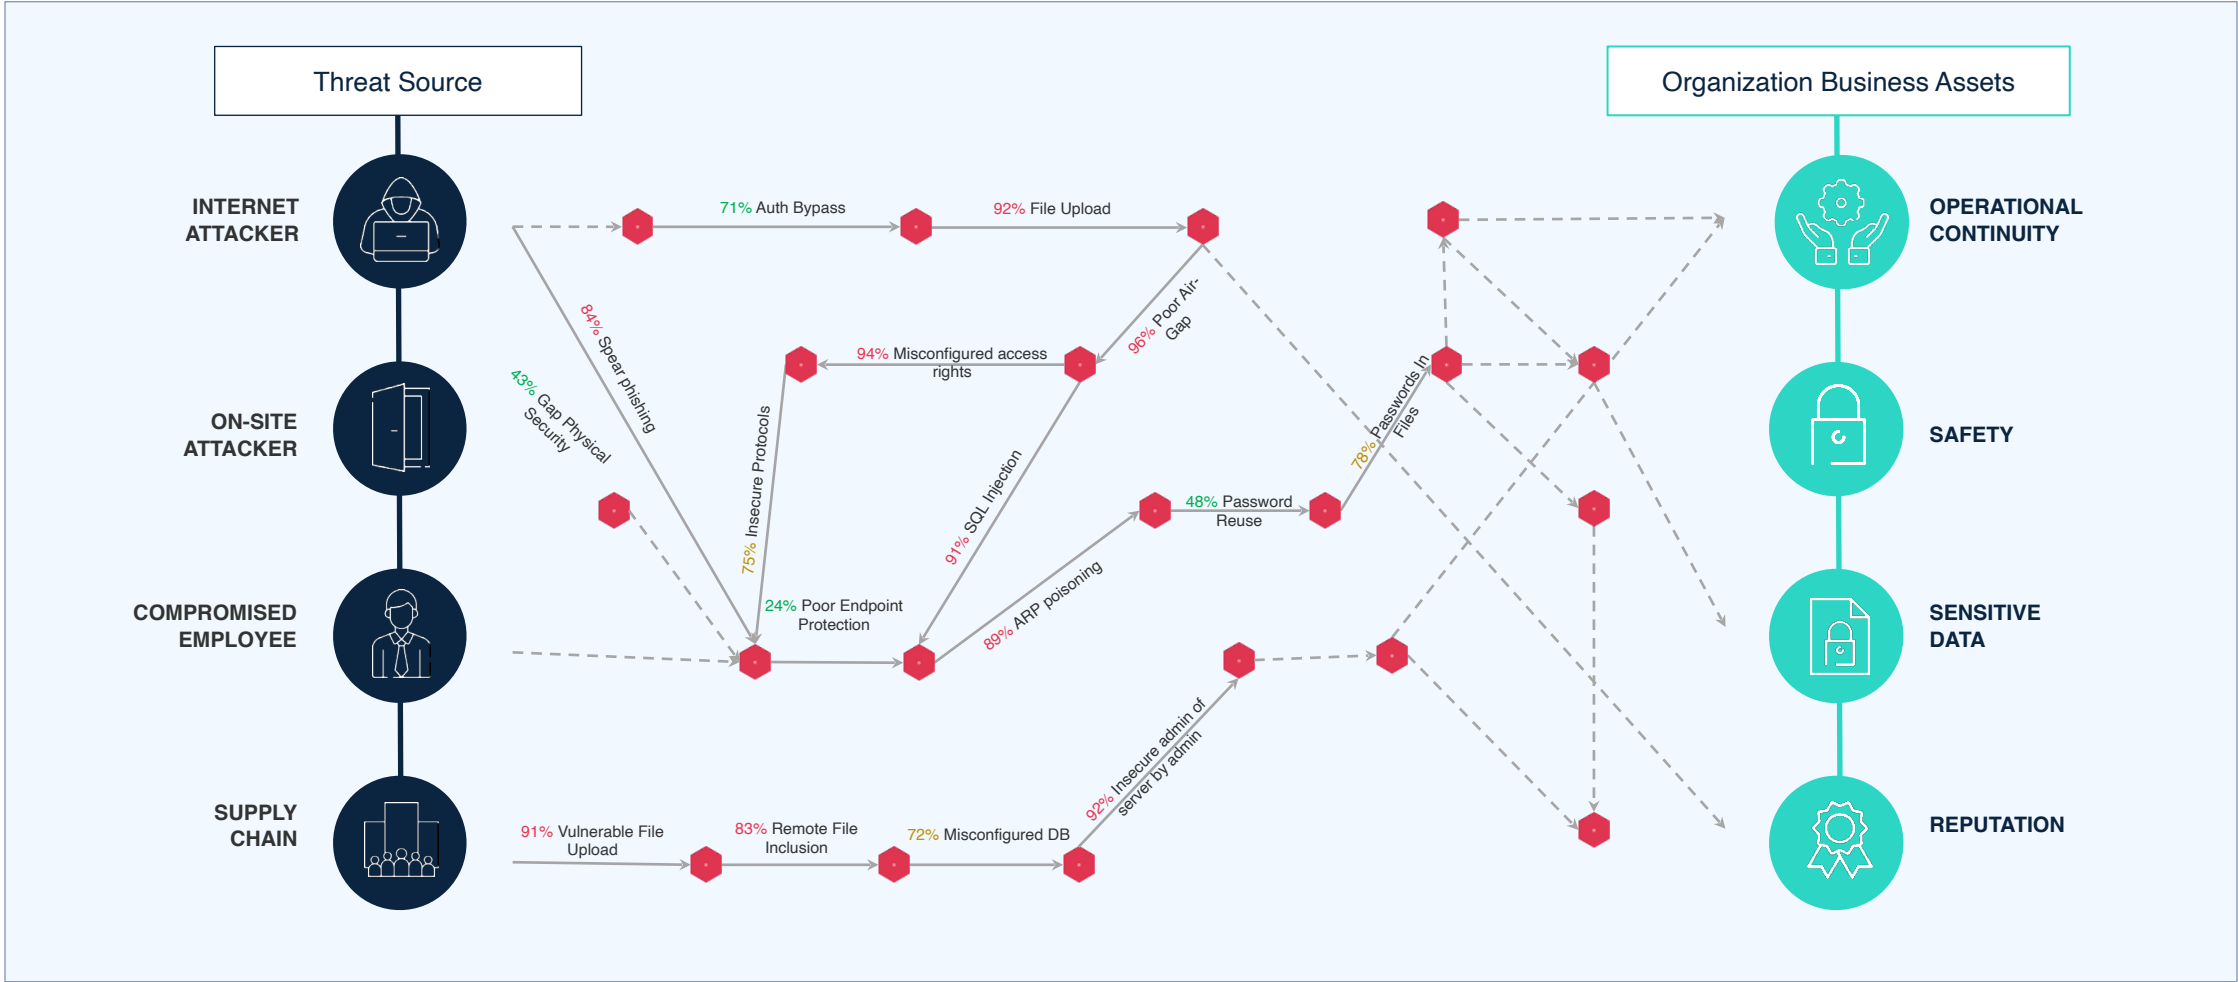 Threat Source
Organization Business Assets
INTERNET
ATTACKER
71% Auth Bypass
92% File Upload
OPERATIONAL
CONTINUITY
84% Spear phishing
96% Poor Air-
Gap
94% Misconfigured access
rights
43% Gap Physical
Security
ON-SITE
ATTACKER
75% Insecure Protocols
91% SQL Injection
78% Passwords In
Files
SAFETY
48% Password
Reuse
COMPROMISED
EMPLOYEE
24% Poor Endpoint
Protection
89% ARP poisoning
SENSITIVE
DATA
SUPPLY
CHAIN
91% Vulnerable File
Upload
83% Remote File
Inclusion
72% Misconfigured DB
92% Insecure admin of
server by admin
REPUTATION